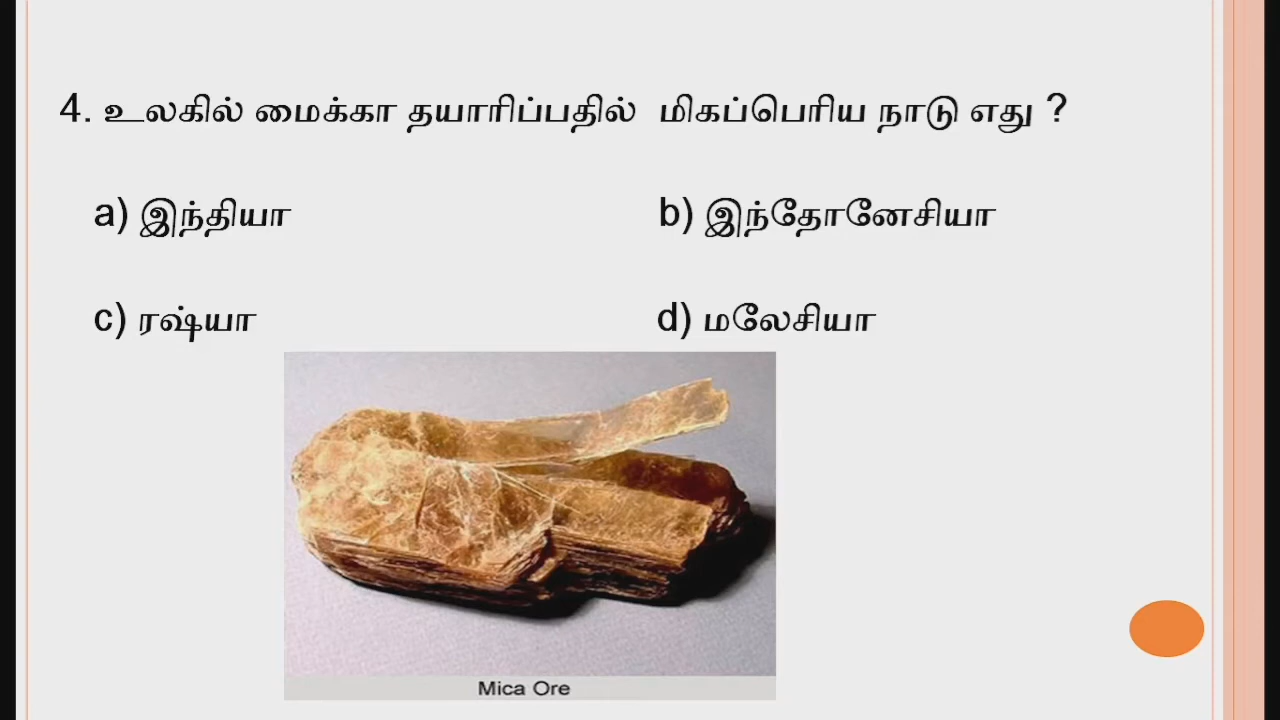 4. உலகில் மைக்கா தயாரிப்பதில் மிகப்பெரிய நாடு எது ?
a) இந்தியா b) இந்தோனேசியா
c) ரஷ்யா d) மலேசியா
Mica Ore